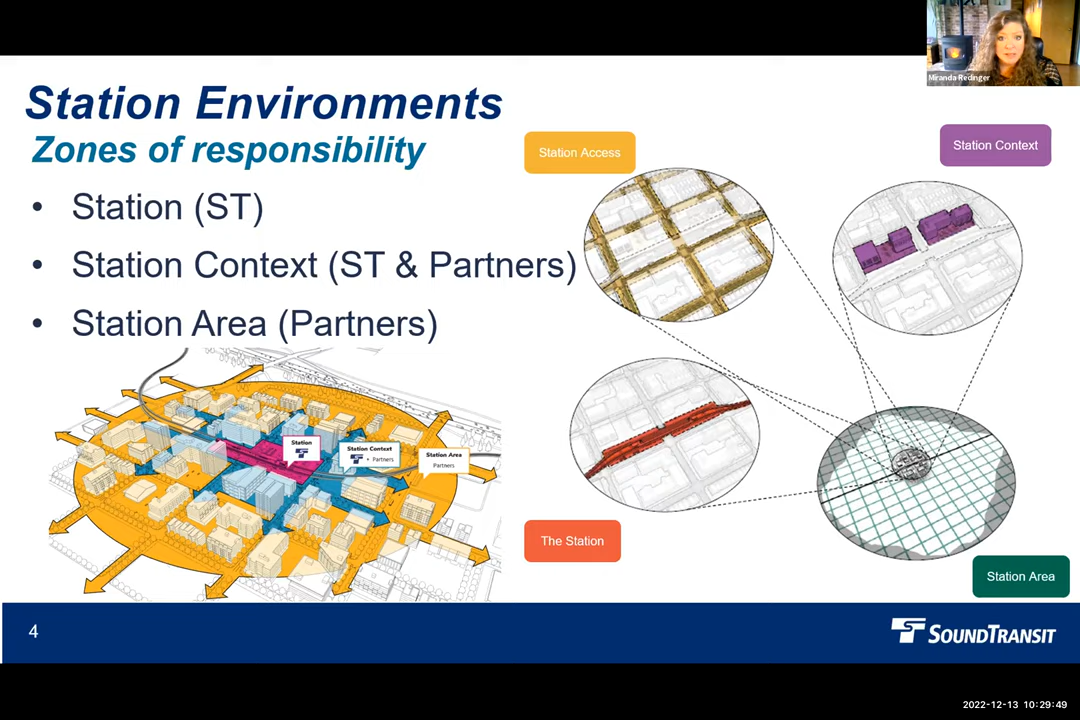 Miranda Redinger
Station Environments
Zones of responsibility
• Station (ST)
• Station Context (ST & Partners)
• Station Area (Partners)
Station Access
Station Context
Station
Station Context
+ Partners
Station Area
Partners
The Station
Station Area
4
SOUNDTRANSIT
2022-12-13 10:29:49